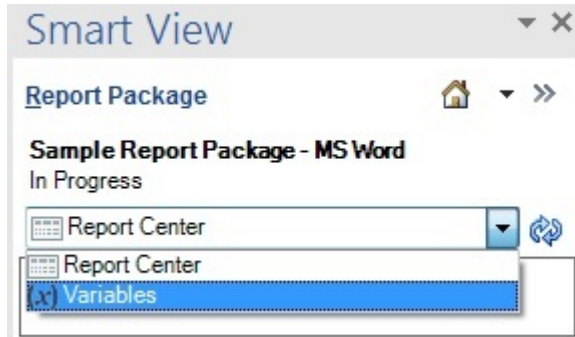 Smart View
Report Package
Sample Report Package - MS Word
In Progress
Report Center
Report Center
(x) Variables